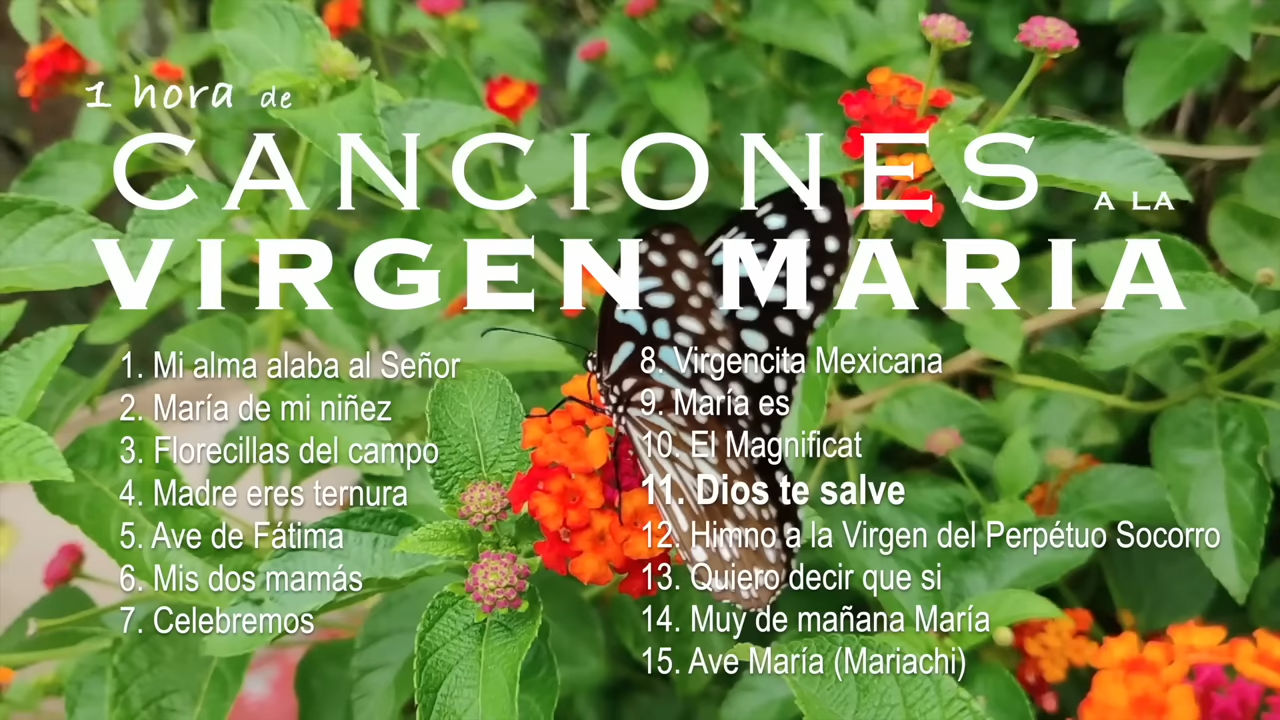 1 hora de
CANCIONES A LA
VIRGEN MARIA
1. Mi alma alaba al Señor
2. María de mi niñez
3. Florecillas del campo
4. Madre eres ternura
5. Ave de Fátima
6. Mis dos mamás
7. Celebremos
8. Virgencita Mexicana
9. María es
10. El Magnificat
11. Dios te salve
12. Himno a la Virgen del Perpétuo Socorro
13. Quiero decir que si
14. Muy de mañana María
15. Ave María (Mariachi)